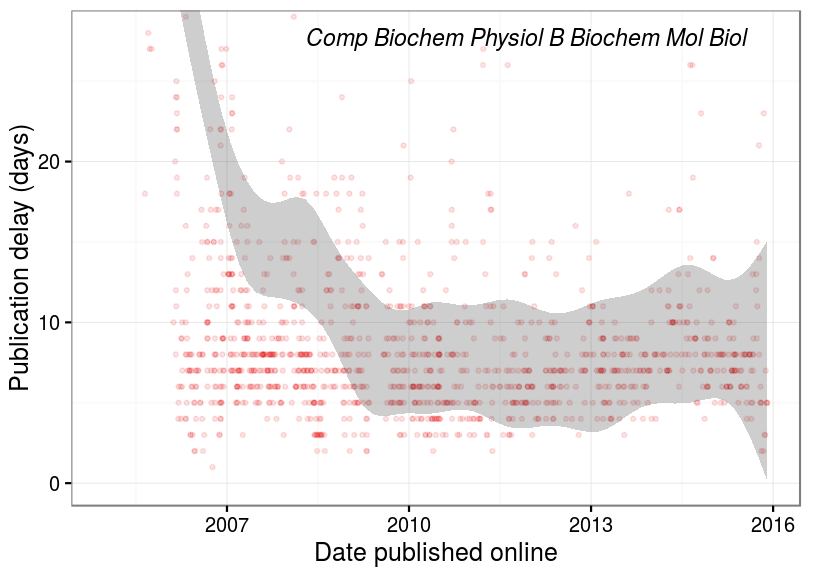 Comp Biochem Physiol B Biochem Mol Biol
Publication delay (days)
20
10
0
2007 2010 2013 2016
Date published online